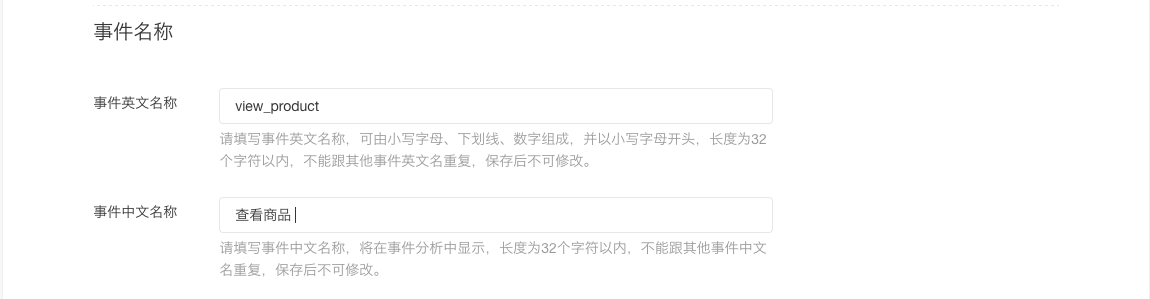 事件名称
事件英文名称
view_product
请填写事件英文名称，可由小写字母、下划线、数字组成，并以小写字母开头，长度为32
个字符以内，不能跟其他事件英文名重复，保存后不可修改。
事件中文名称
查看商品
请填写事件中文名称，将在事件分析中显示，长度为32个字符以内，不能跟其他事件中文
名重复，保存后不可修改。